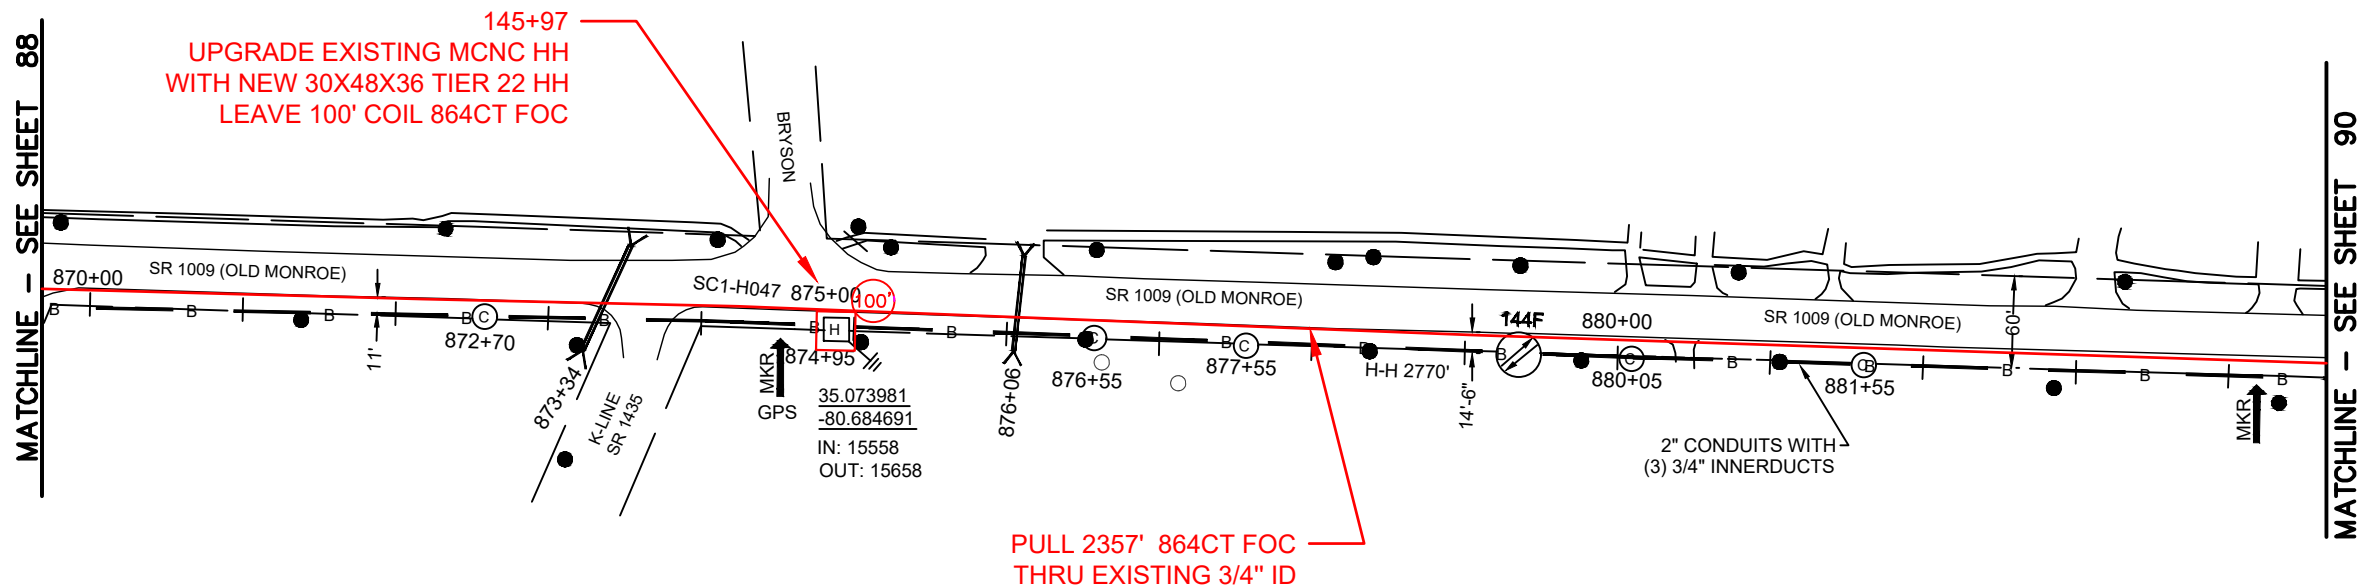 145+97
UPGRADE EXISTING MCNC HH
WITH NEW 30X48X36 TIER 22 HH
LEAVE 100' COIL 864CT FOC
MATCHLINE – SEE SHEET 88
MATCHLINE – SEE SHEET 90
BRYSON
870+00
SR 1009 (OLD MONROE)
SC1-H047
875+00
100'
SR 1009 (OLD MONROE)
144F
880+00
SR 1009 (OLD MONROE)
60'
B B B B B B H B B C B B B B C B B B B B
C
C
C
872+70
11'
873+34
K-LINE
SR 1435
MKR
GPS
874+95
35.073981
-80.684691
IN: 15558
OUT: 15658
876+06
876+55
877+55
H-H 2770'
14'-6"
880+05
881+55
2" CONDUITS WITH
(3) 3/4" INNERDUCTS
MKR
PULL 2357' 864CT FOC
THRU EXISTING 3/4" ID